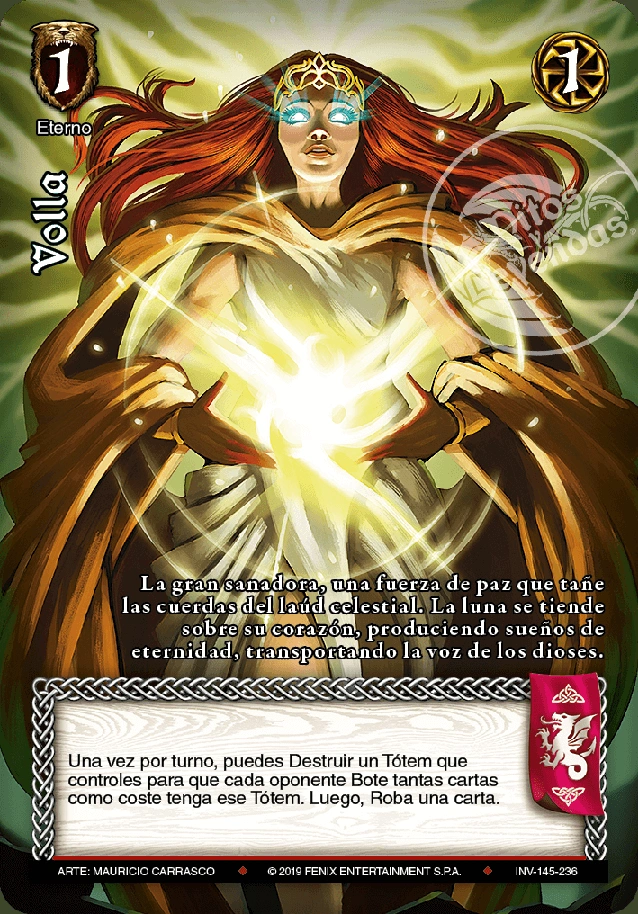 1
1
Eterno
Volla
Mitos
y
Leyendas
La gran sanadora, una fuerza de paz que tañe
las cuerdas del laúd celestial. La luna se tiende
sobre su corazón, produciendo sueños de
eternidad, transportando la voz de los dioses.
Una vez por turno, puedes Destruir un Tótem que
controles para que cada oponente Bote tantas cartas
como coste tenga ese Tótem. Luego, Roba una carta.
ARTE: MAURICIO CARRASCO ♦ © 2019 FENIX ENTERTAINMENT S.P.A. ♦ INV-145-236